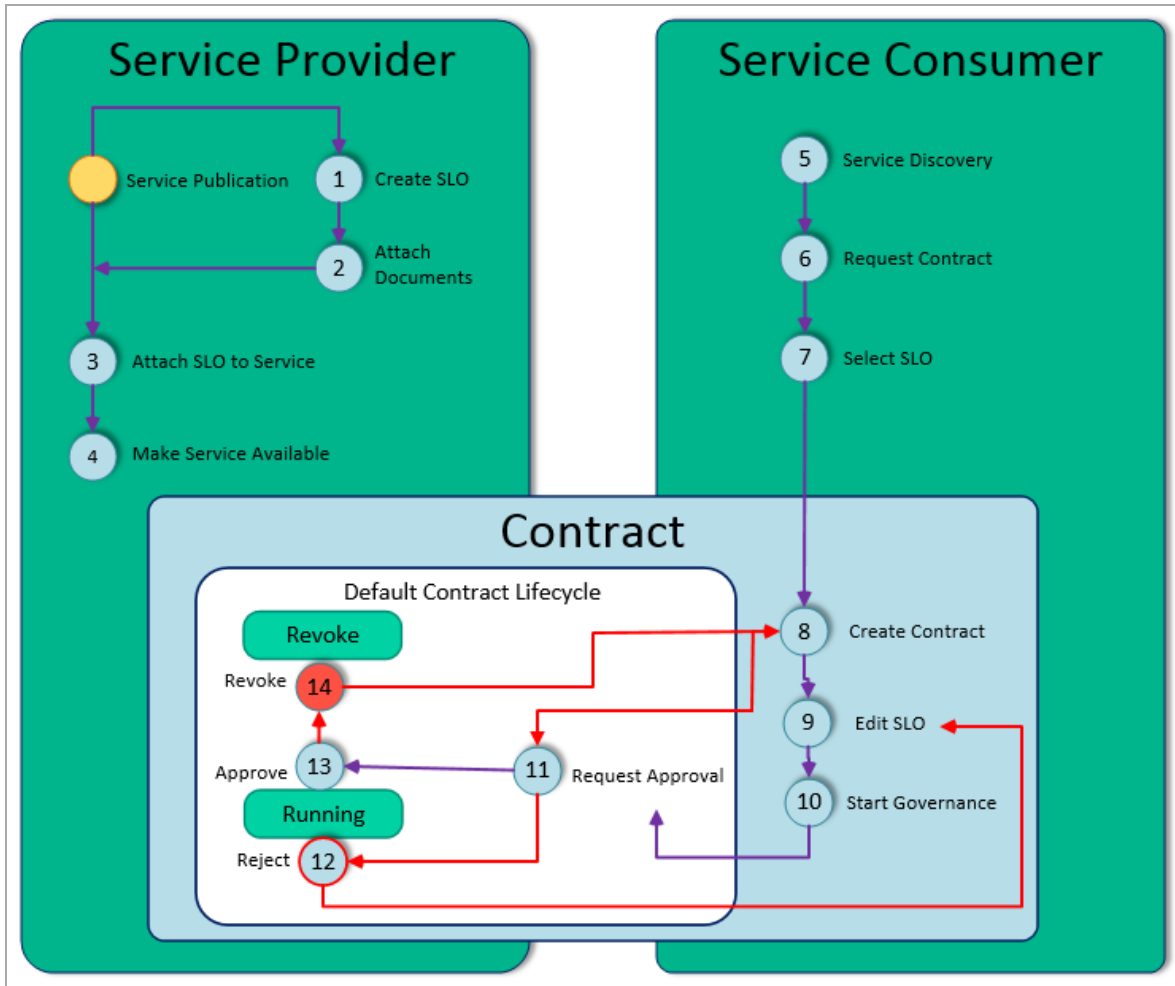 Service Provider
Service Publication
1
Create SLO
2
Attach
Documents
3
Attach SLO to Service
4
Make Service Available
Service Consumer
5
Service Discovery
6
Request Contract
7
Select SLO
Contract
8
Create Contract
9
Edit SLO
10
Start Governance
Default Contract Lifecycle
Revoke
Revoke
14
Approve
13
11
Request Approval
Running
Reject
12